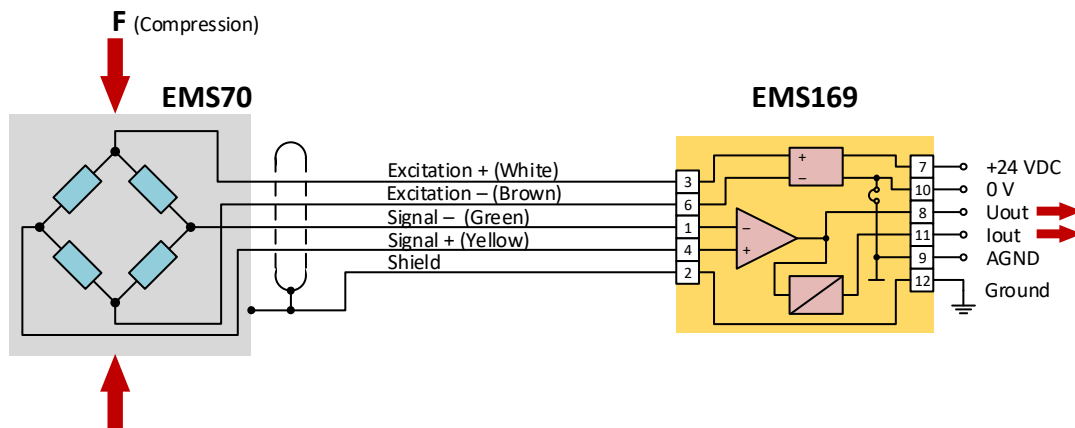 F (Compression)
EMS70
EMS169
Excitation + (White)
Excitation – (Brown)
Signal – (Green)
Signal + (Yellow)
Shield
3
6
1
4
2
+
–
–
+
7
10
8
11
9
12
+24 VDC
0 V
Uout
Iout
AGND
Ground